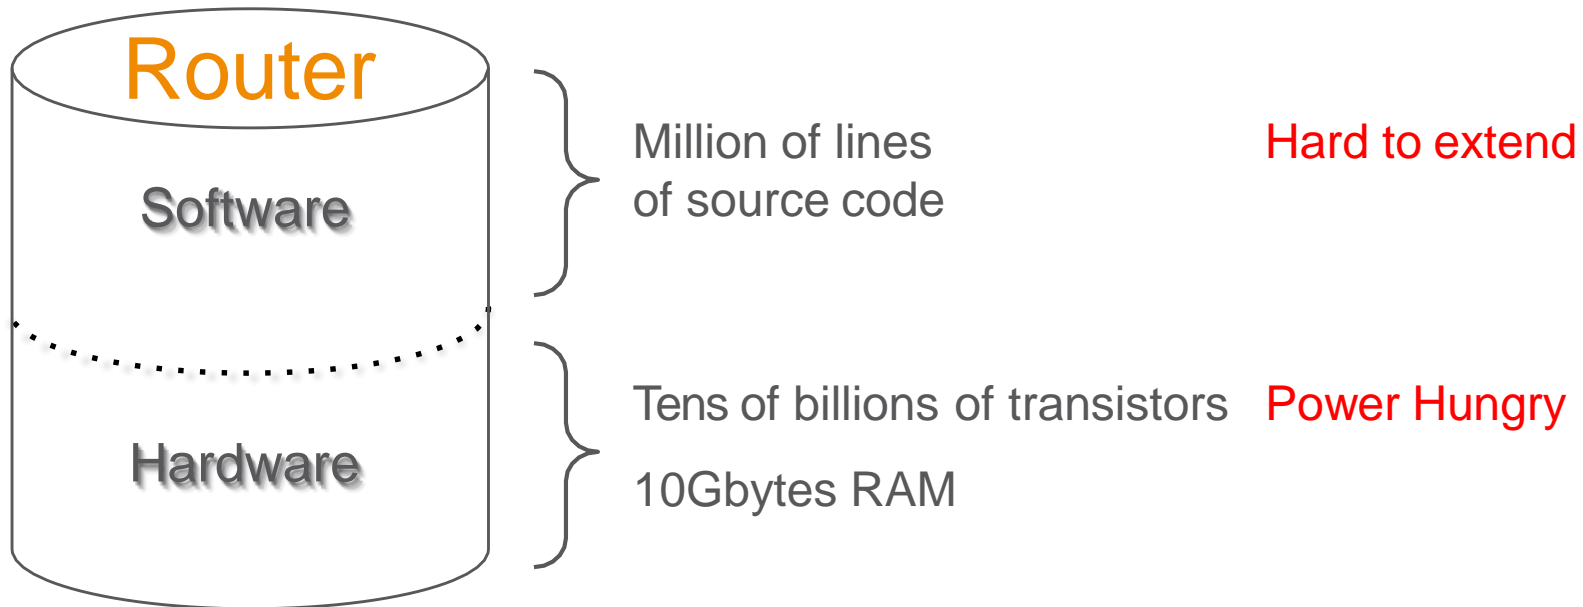 Router
Software
Million of lines
of source code
Hard to extend
Hardware
Tens of billions of transistors
10Gbytes RAM
Power Hungry